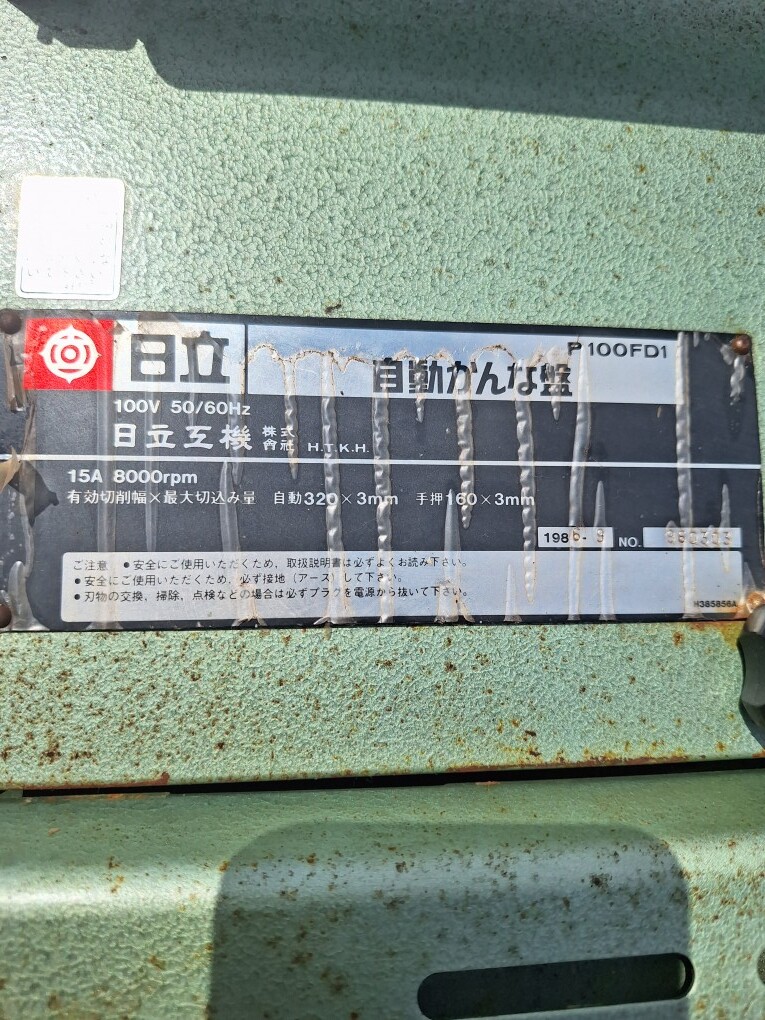 日立
自動かんな盤
P100FD1
100V 50/60Hz
日立工機 株式会社 H.T.K.H.
15A 8000rpm
有効切削幅×最大切込み量 自動320×3mm 手押160×3mm
198 NO.
ご注意 ●安全にご使用いただくため、取扱説明書は必ずよくお読み下さい。
●安全にご使用いただくため、必ず接地（アース）して下さい。
●刃物の交換、掃除、点検などの場合は必ずプラグを電源から抜いて下さい。
H385856A